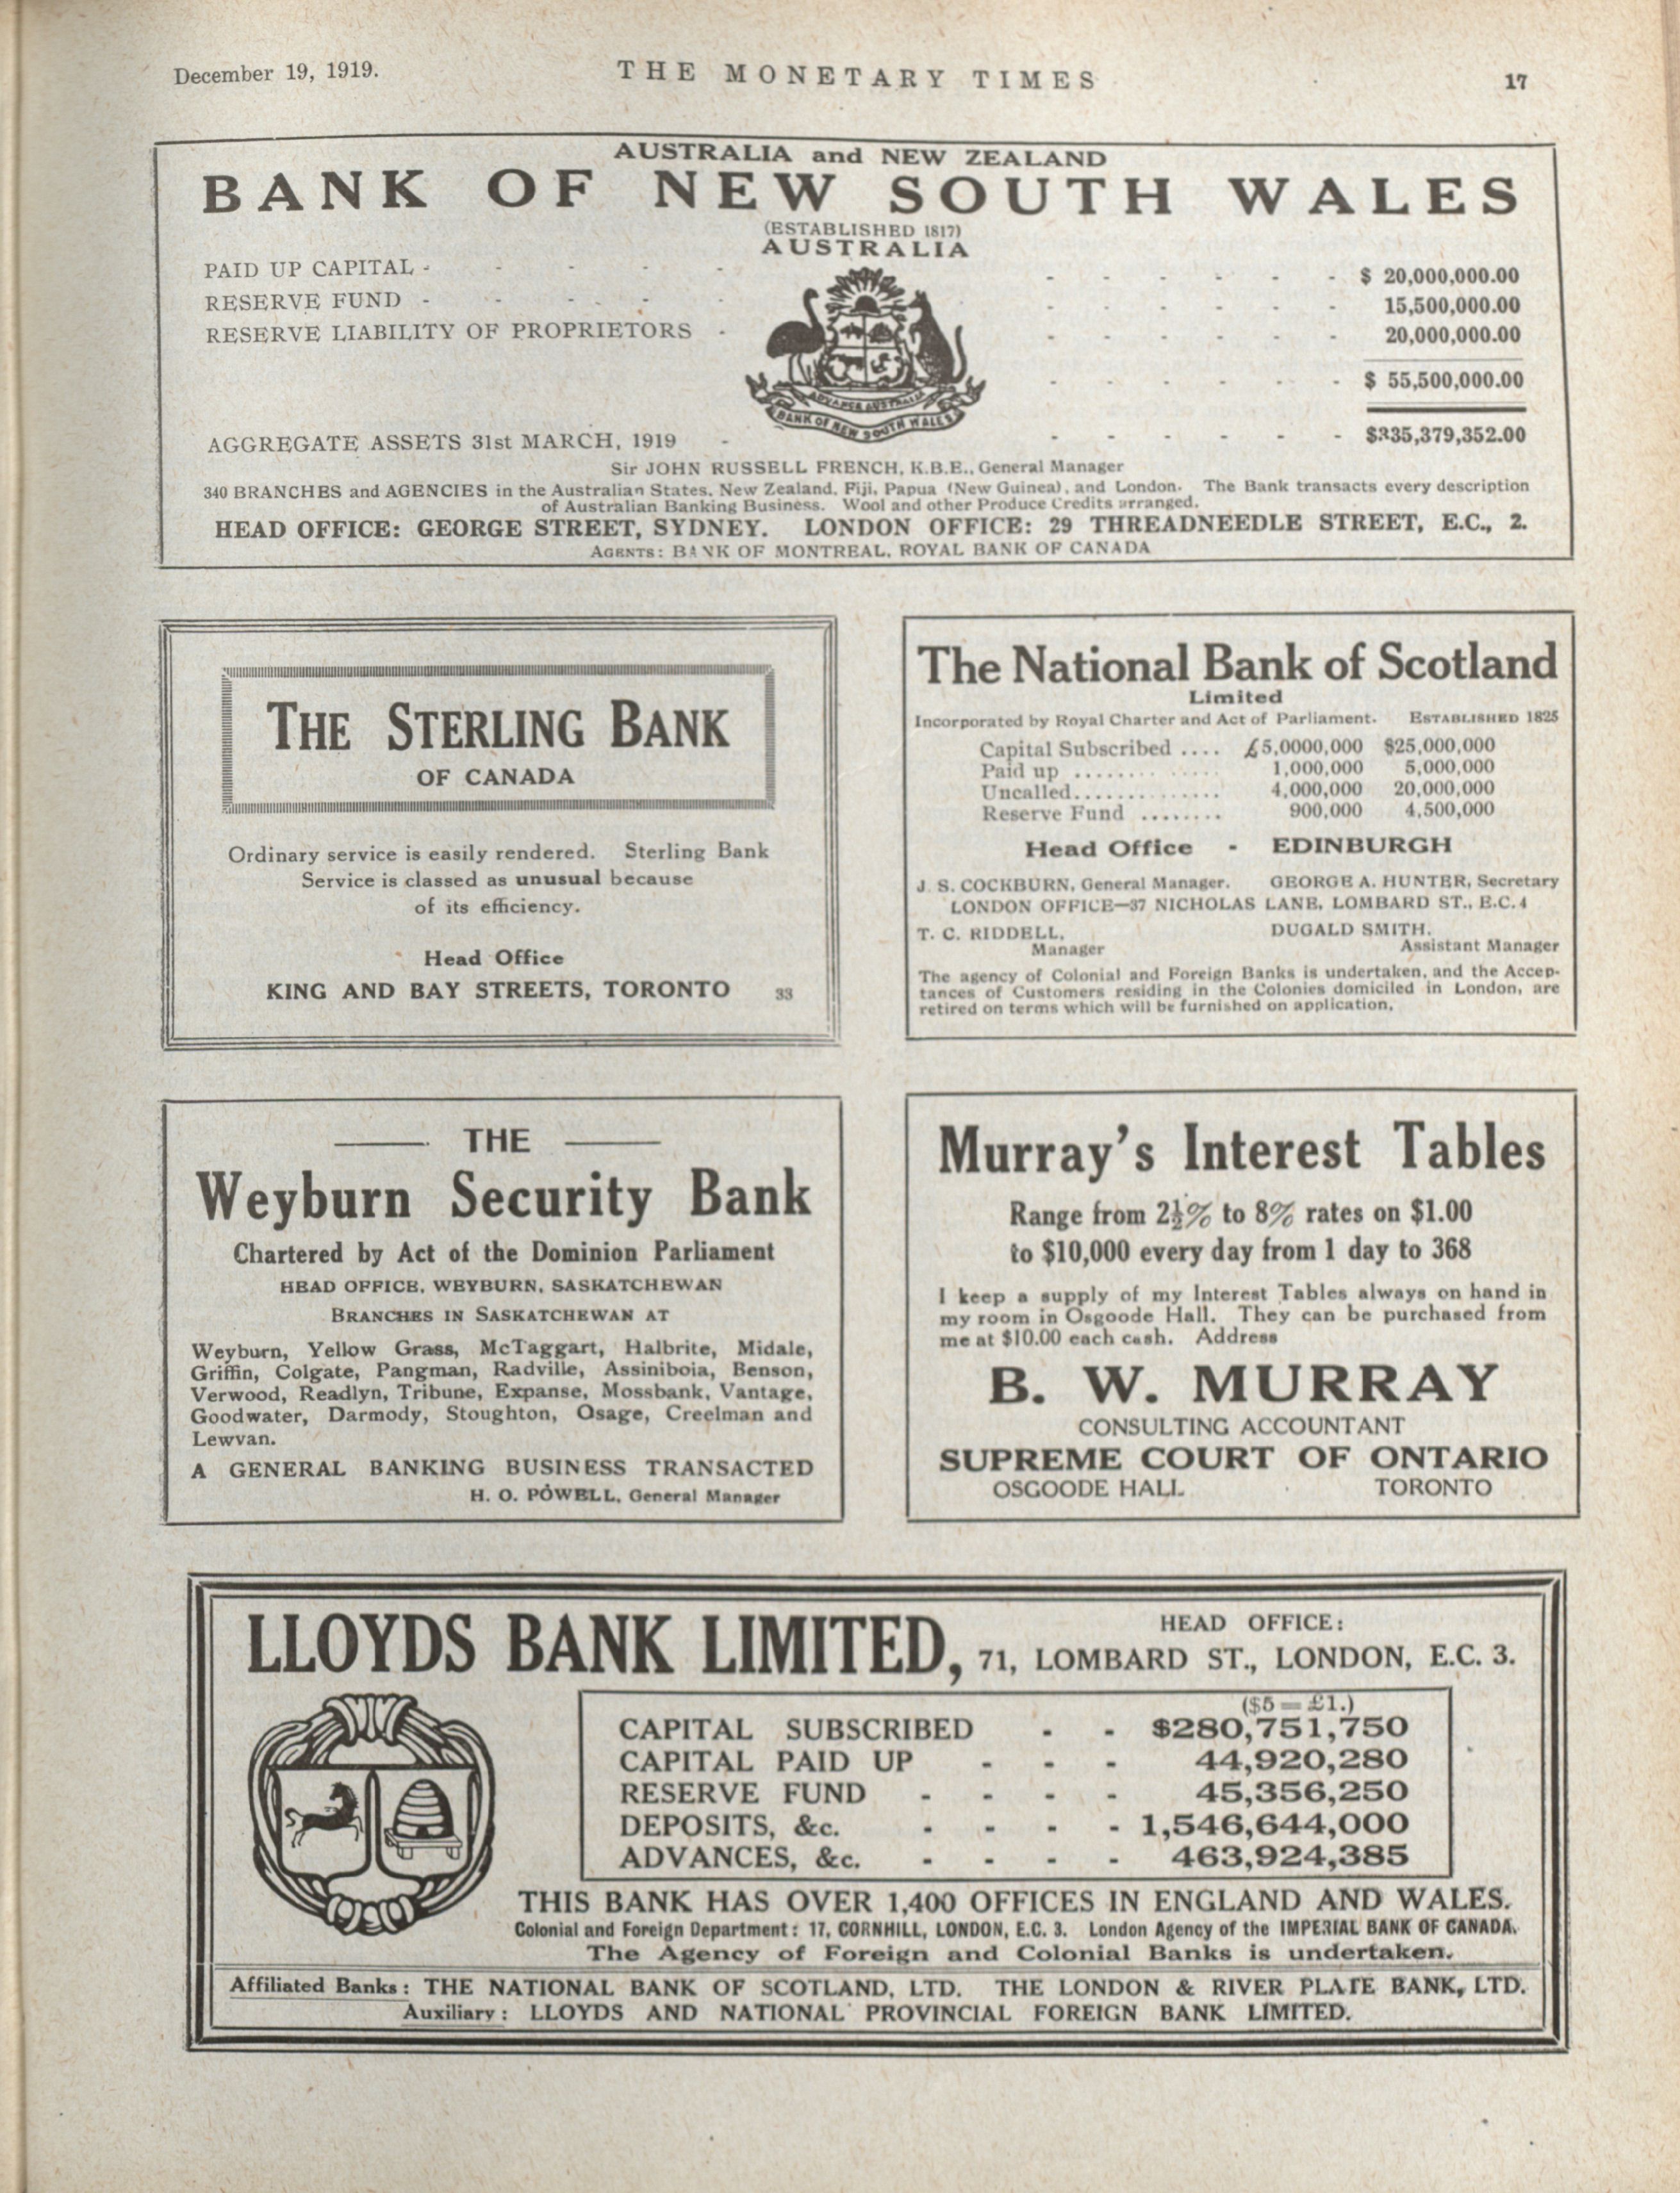 December 19, 1919.
THE MONETARY TIMES
17
AUSTRALIA and NEW ZEALAND
BANK OF NEW SOUTH WALES
(ESTABLISHED 1817)
AUSTRALIA
PAID UP CAPITAL - - - - - - - - - - - $ 20,000,000.00
RESERVE FUND - - - - - - - - - - - 15,500,000.00
RESERVE LIABILITY OF PROPRIETORS - - - - - - - 20,000,000.00
- - - - - - $ 55,500,000.00
ADVANCE AUSTRALIA
BANK OF NEW SOUTH WALES
AGGREGATE ASSETS 31st MARCH, 1919 - - - - - - - $335,379,352.00
Sir JOHN RUSSELL FRENCH, K.B.E., General Manager
340 BRANCHES and AGENCIES in the Australian States, New Zealand, Fiji, Papua (New Guinea), and London. The Bank transacts every description
of Australian Banking Business. Wool and other Produce Credits arranged.
HEAD OFFICE: GEORGE STREET, SYDNEY. LONDON OFFICE: 29 THREADNEEDLE STREET, E.C., 2.
AGENTS: BANK OF MONTREAL, ROYAL BANK OF CANADA
THE STERLING BANK
OF CANADA
Ordinary service is easily rendered. Sterling Bank
Service is classed as unusual because
of its efficiency.
Head Office
KING AND BAY STREETS, TORONTO 33
The National Bank of Scotland
Limited
Incorporated by Royal Charter and Act of Parliament. ESTABLISHED 1825
Capital Subscribed .... £5,0000,000 $25,000,000
Paid up ............. 1,000,000 5,000,000
Uncalled.............. 4,000,000 20,000,000
Reserve Fund ........ 900,000 4,500,000
Head Office - EDINBURGH
J. S. COCKBURN, General Manager. GEORGE A. HUNTER, Secretary
LONDON OFFICE—37 NICHOLAS LANE, LOMBARD ST., E.C.4
T. C. RIDDELL, DUGALD SMITH,
Manager Assistant Manager
The agency of Colonial and Foreign Banks is undertaken, and the Accep-
tances of Customers residing in the Colonies domiciled in London, are
retired on terms which will be furnished on application.
THE
Weyburn Security Bank
Chartered by Act of the Dominion Parliament
HEAD OFFICE, WEYBURN, SASKATCHEWAN
BRANCHES IN SASKATCHEWAN AT
Weyburn, Yellow Grass, McTaggart, Halbrite, Midale,
Griffin, Colgate, Pangman, Radville, Assiniboia, Benson,
Verwood, Readlyn, Tribune, Expanse, Mossbank, Vantage,
Goodwater, Darmody, Stoughton, Osage, Creelman and
Lewvan.
A GENERAL BANKING BUSINESS TRANSACTED
H. O. POWELL, General Manager
Murray's Interest Tables
Range from 2½% to 8% rates on $1.00
to $10,000 every day from 1 day to 368
I keep a supply of my Interest Tables always on hand in
my room in Osgoode Hall. They can be purchased from
me at $10.00 each cash. Address
B. W. MURRAY
CONSULTING ACCOUNTANT
SUPREME COURT OF ONTARIO
OSGOODE HALL TORONTO
LLOYDS BANK LIMITED,
HEAD OFFICE:
71, LOMBARD ST., LONDON, E.C. 3.
($5 = £1.)
CAPITAL SUBSCRIBED - - $280,751,750
CAPITAL PAID UP - - - 44,920,280
RESERVE FUND - - - - 45,356,250
DEPOSITS, &c. - - - - 1,546,644,000
ADVANCES, &c. - - - - 463,924,385
THIS BANK HAS OVER 1,400 OFFICES IN ENGLAND AND WALES.
Colonial and Foreign Department: 17, CORNHILL, LONDON, E.C. 3. London Agency of the IMPERIAL BANK OF CANADA.
The Agency of Foreign and Colonial Banks is undertaken.
Affiliated Banks: THE NATIONAL BANK OF SCOTLAND, LTD. THE LONDON & RIVER PLATE BANK, LTD.
Auxiliary: LLOYDS AND NATIONAL PROVINCIAL FOREIGN BANK LIMITED.